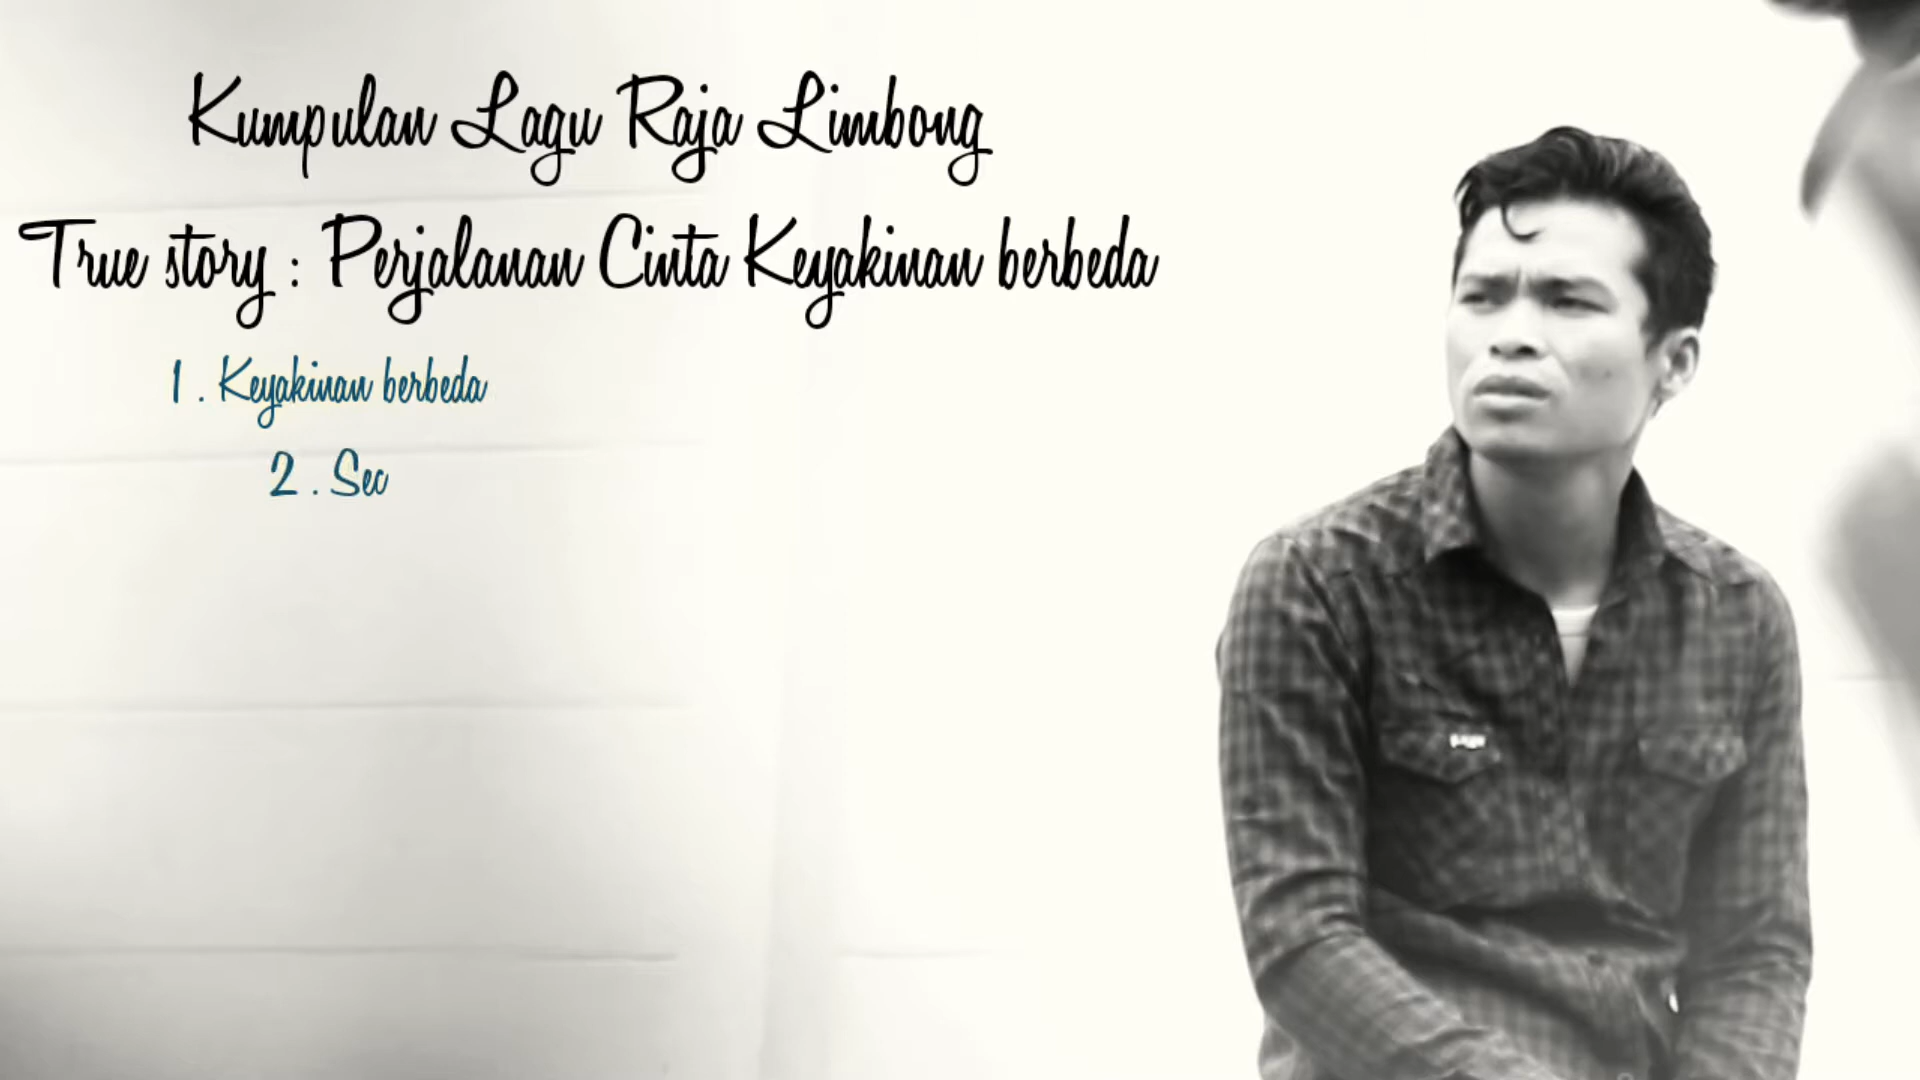 Kumpulan Lagu Raja Limbong
True story : Perjalanan Cinta Keyakinan berbeda
1 . Keyakinan berbeda
2 . Sec